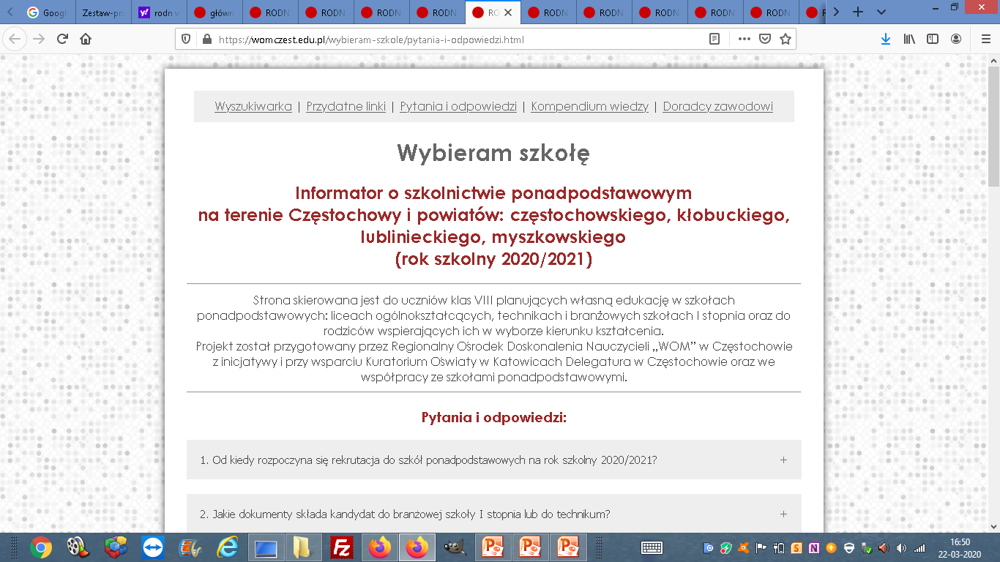 Googl
Zestaw-pr
rodn w
główn
RODN
RODN
RODN
RODN
RO
RODN
RODN
RODN
RODN
RODN
https://womczest.edu.pl/wybieram-szkole/pytania-i-odpowiedzi.html
Wyszukiwarka | Przydatne linki | Pytania i odpowiedzi | Kompendium wiedzy | Doradcy zawodowi
Wybieram szkołę
Informator o szkolnictwie ponadpodstawowym
na terenie Częstochowy i powiatów: częstochowskiego, kłobuckiego,
lublinieckiego, myszkowskiego
(rok szkolny 2020/2021)
Strona skierowana jest do uczniów klas VIII planujących własną edukację w szkołach
ponadpodstawowych: liceach ogólnokształcących, technikach i branżowych szkołach I stopnia oraz do
rodziców wspierających ich w wyborze kierunku kształcenia.
Projekt został przygotowany przez Regionalny Ośrodek Doskonalenia Nauczycieli „WOM” w Częstochowie
z inicjatywy i przy wsparciu Kuratorium Oświaty w Katowicach Delegatura w Częstochowie oraz we
współpracy ze szkołami ponadpodstawowymi.
Pytania i odpowiedzi:
1. Od kiedy rozpoczyna się rekrutacja do szkół ponadpodstawowych na rok szkolny 2020/2021? +
2. Jakie dokumenty składa kandydat do branżowej szkoły I stopnia lub do technikum? +
16:50
22-03-2020